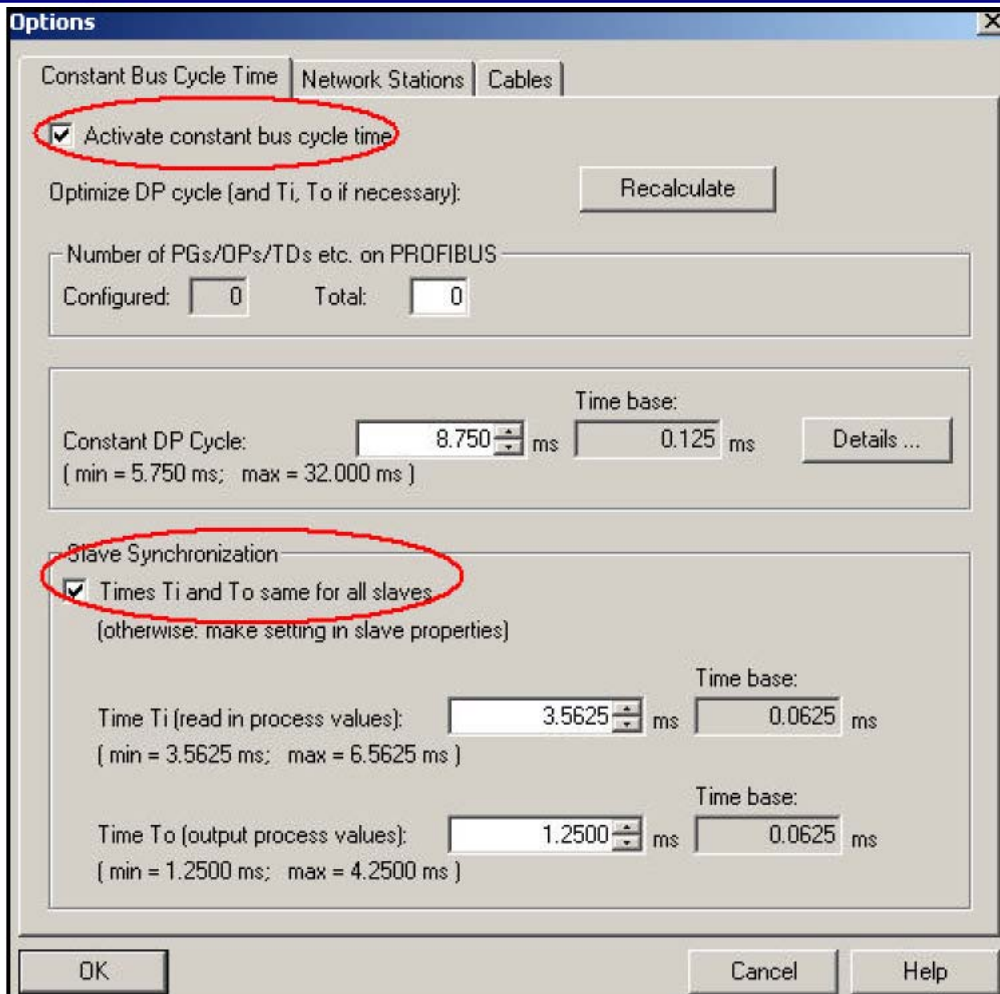 Options
Constant Bus Cycle Time Network Stations Cables
Activate constant bus cycle time
Optimize DP cycle (and Ti, To if necessary): Recalculate
Number of PGs/OPs/TDs etc. on PROFIBUS
Configured: 0 Total: 0
Time base:
Constant DP Cycle: 8.750 ms 0.125 ms Details ...
( min = 5.750 ms; max = 32.000 ms )
Slave Synchronization
Times Ti and To same for all slaves
(otherwise: make setting in slave properties)
Time base:
Time Ti (read in process values): 3.5625 ms 0.0625 ms
( min = 3.5625 ms; max = 6.5625 ms )
Time base:
Time To (output process values): 1.2500 ms 0.0625 ms
( min = 1.2500 ms; max = 4.2500 ms )
OK Cancel Help